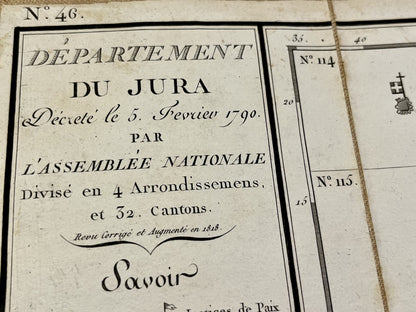 N.º 46.
DÉPARTEMENT
DU JURA
Décreté le 5. Fevrier 1790.
PAR
L'ASSEMBLÉE NATIONALE
Divisé en 4 Arrondissemens,
et 32. Cantons.
Revu Corrigé et Augmenté en 1818.
Savoir
Justices de Paix
35. 40
N.º 114.
20
N.º 115.
15